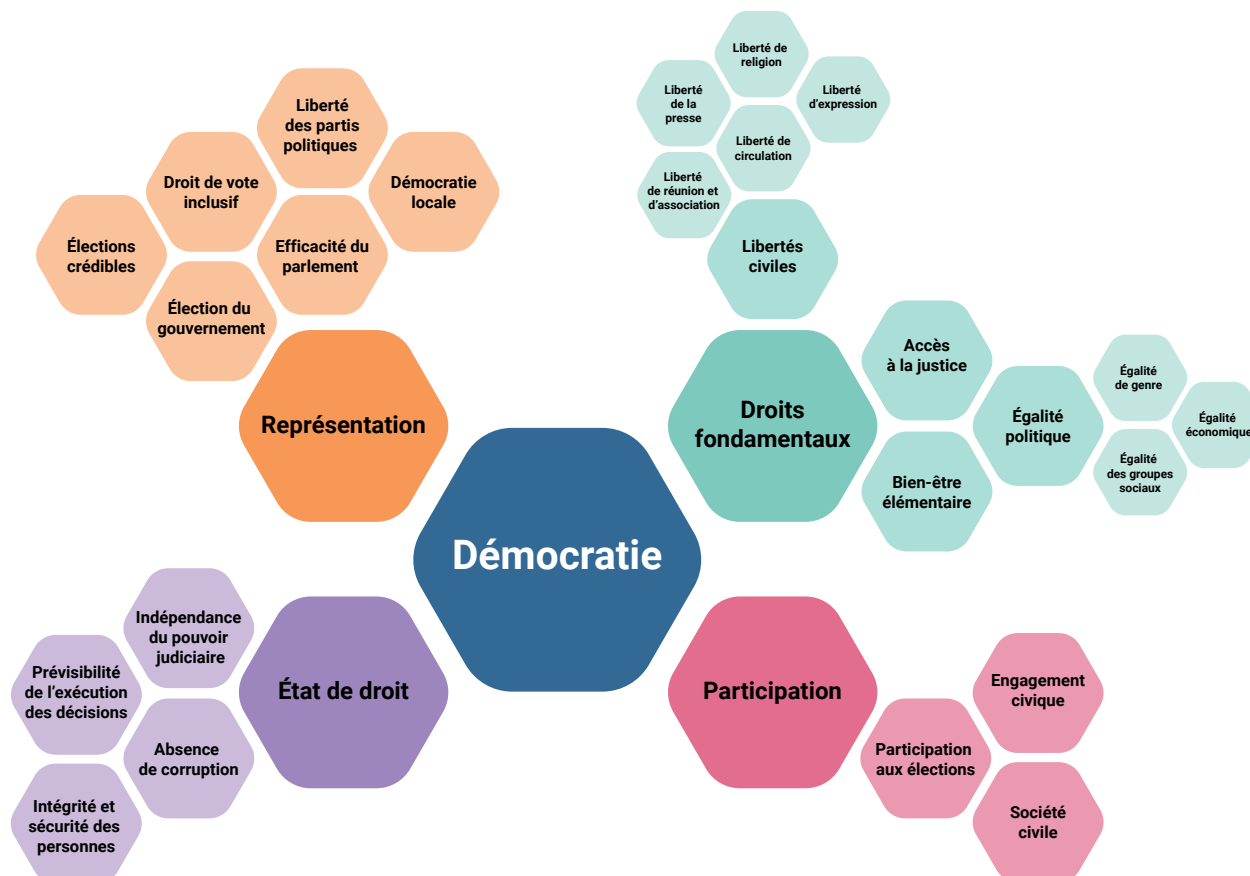 Liberté de
religion
Liberté
de la
presse
Liberté
d'expression
Liberté de
circulation
Liberté
de réunion et
d'association
Libertés
civiles
Liberté
des partis
politiques
Droit de vote
inclusif
Démocratie
locale
Élections
crédibles
Efficacité du
parlement
Élection du
gouvernement
Représentation
Droits
fondamentaux
Accès
à la justice
Bien-être
élémentaire
Égalité
politique
Égalité
de genre
Égalité
économique
Égalité
des groupes
sociaux
Démocratie
État de droit
Indépendance
du pouvoir
judiciaire
Prévisibilité
de l'exécution
des décisions
Absence
de corruption
Intégrité et
sécurité des
personnes
Participation
Participation
aux élections
Engagement
civique
Société
civile